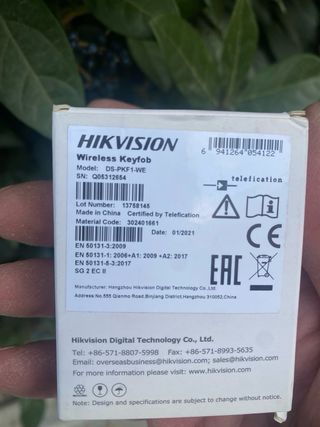 HIKVISION
Wireless Keyfob
Model: DS-PKF1-WE
SN: Q05312654
6 941264 054122
telefication
Lot Number: 13758145
Made in China Certified by Telefication
Material Code: 302401661
Date: 01/2021
EN 50131-3:2009
EN 50131-1: 2006+A1: 2009 +A2: 2017
EN 50131-5-3:2017
SG 2 EC II
CE
EAC
Manufacturer: Hangzhou Hikvision Digital Technology Co., Ltd.
Address:No.555 Qianmo Road,Binjiang District,Hangzhou 310052,China
Hikvision Digital Technology Co., Ltd.
Tel: +86-571-8807-5998 Fax: +86-571-8993-5635
Email: overseasbusiness@hikvision.com; sales@hikvision.com
For more information please visit: www.hikvision.com
Note: Design and specifications are subject to change without notice.